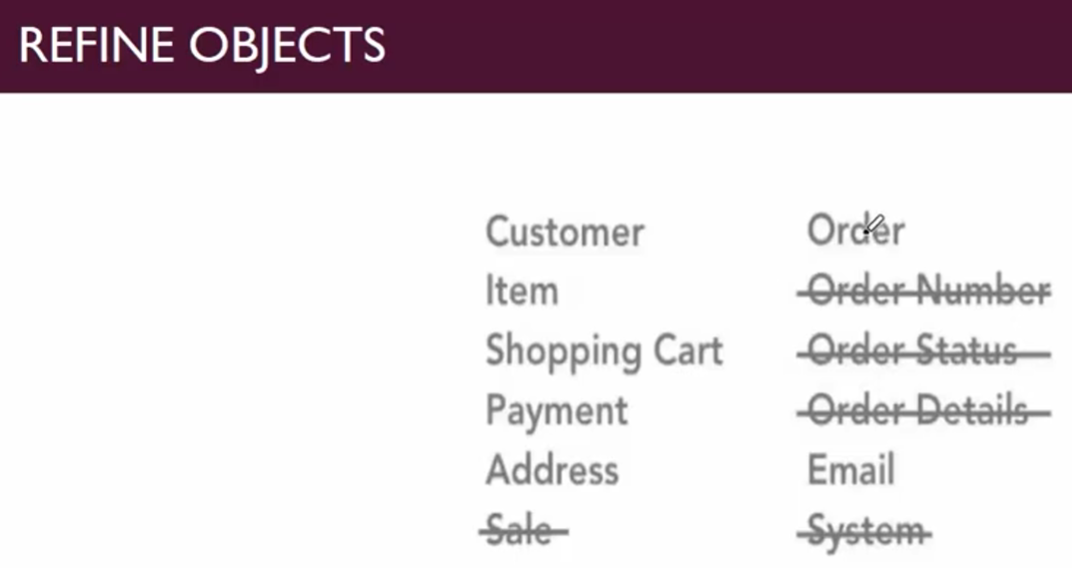 REFINE OBJECTS
Customer
Item
Shopping Cart
Payment
Address
Sale
Order
Order Number
Order Status
Order Details
Email
System